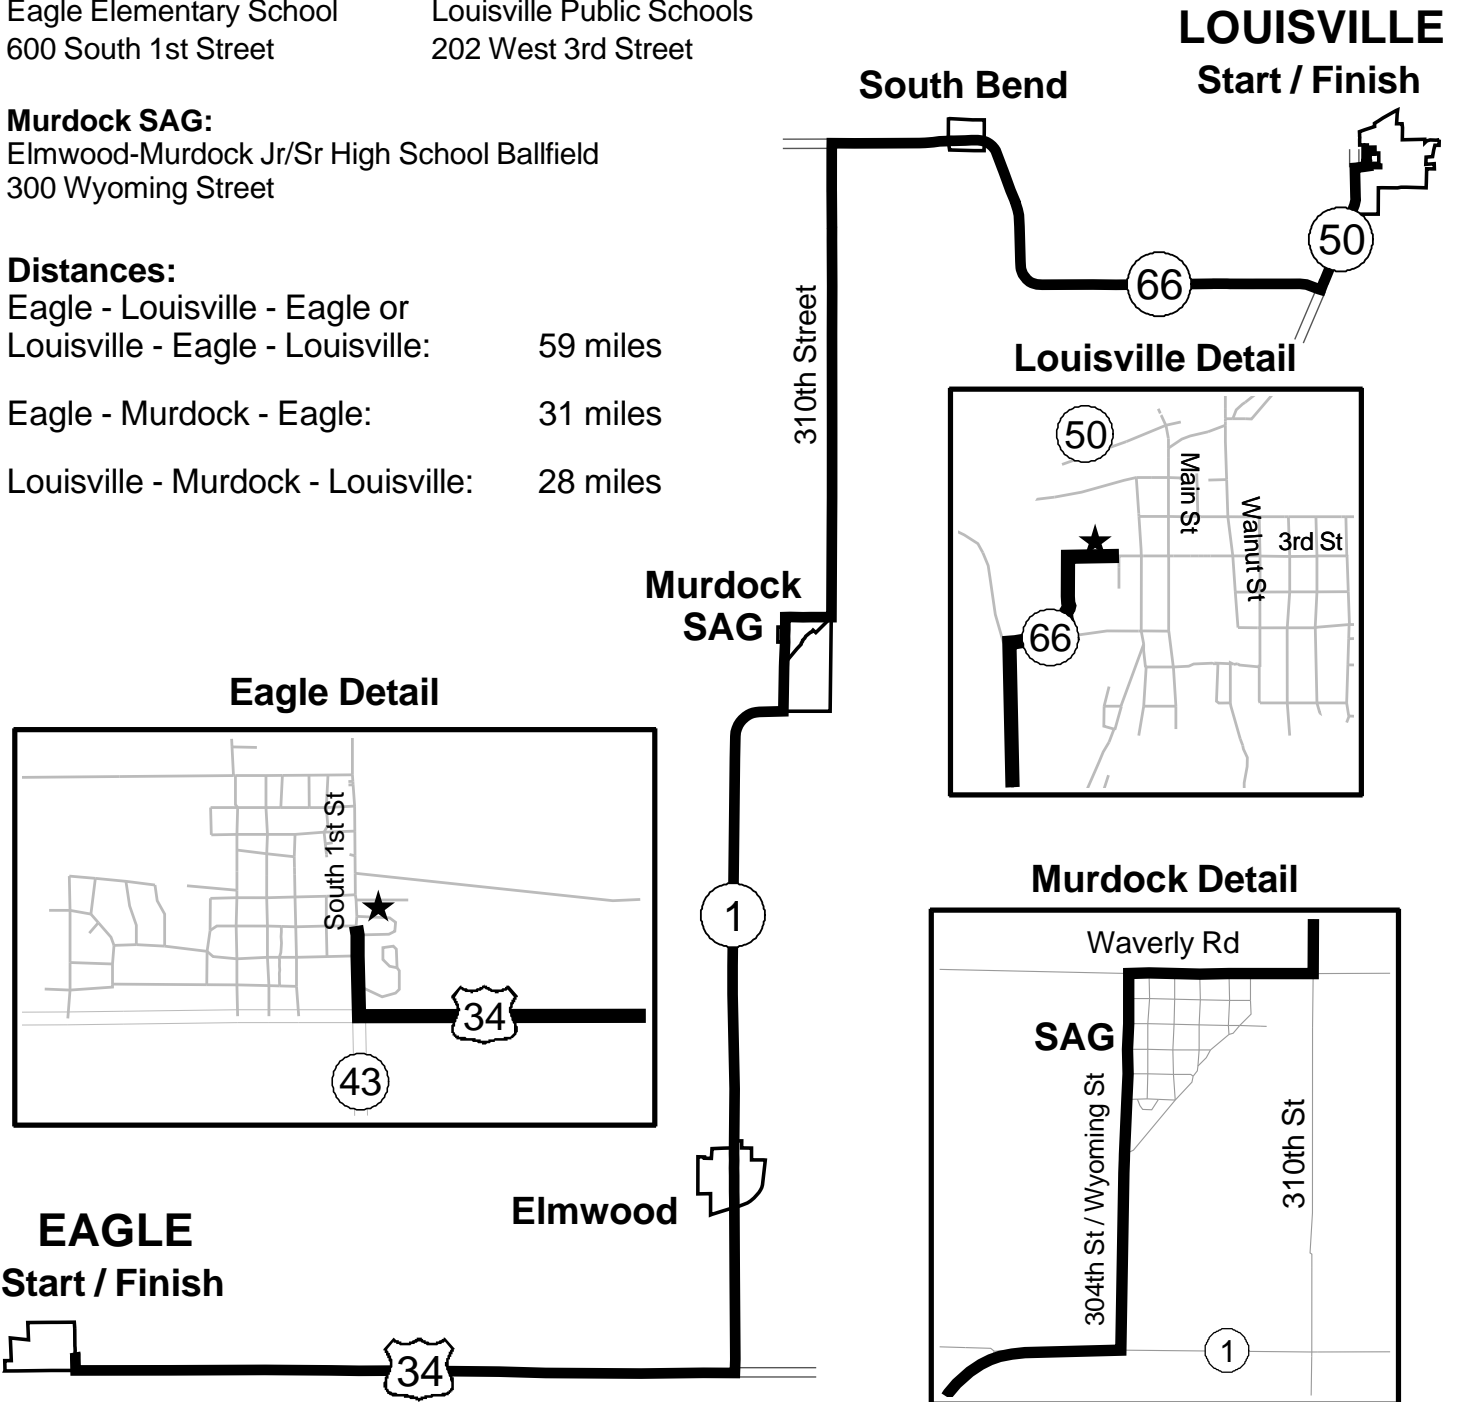 Eagle Elementary School
600 South 1st Street
Louisville Public Schools
202 West 3rd Street
Murdock SAG:
Elmwood-Murdock Jr/Sr High School Ballfield
300 Wyoming Street
Distances:
Eagle - Louisville - Eagle or
Louisville - Eagle - Louisville: 59 miles
Eagle - Murdock - Eagle: 31 miles
Louisville - Murdock - Louisville: 28 miles
LOUISVILLE
Start / Finish
South Bend
50
66
310th Street
Louisville Detail
50
Main St
Walnut St
3rd St
66
Murdock
SAG
Eagle Detail
South 1st St
34
43
1
Murdock Detail
Waverly Rd
SAG
304th St / Wyoming St
310th St
1
Elmwood
EAGLE
Start / Finish
34